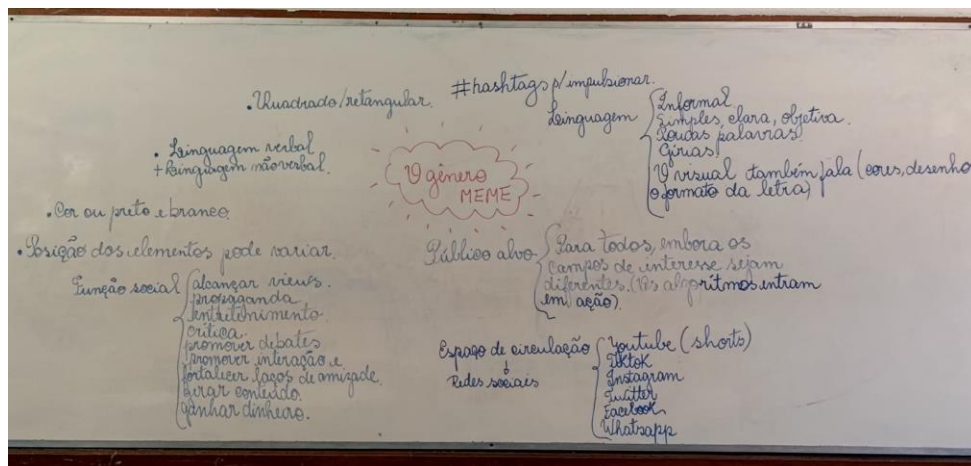 #hashtags p/ impulsionar.
• Quadrado/retangular.
Linguagem
Informal.
Simples, clara, objetiva.
Poucas palavras.
Gírias.
O visual também fala (cores, desenho
o formato da letra)
• Linguagem verbal
+ linguagem não verbal.
O gênero
MEME
• Cor ou preto e branco.
• Posição dos elementos pode variar.
Função social
alcançar views.
propaganda
entretenimento.
crítica.
promover debates
promover interação e
fortalecer laços de amizade.
gerar conteúdo.
ganhar dinheiro.
Público alvo
Para todos, embora os
campos de interesse sejam
diferentes. (Os algorítmos entram
em ação).
Espaço de circulação
Redes sociais
Youtube (shorts)
Tiktok
Instagram
Twitter
Facebook
Whatsapp